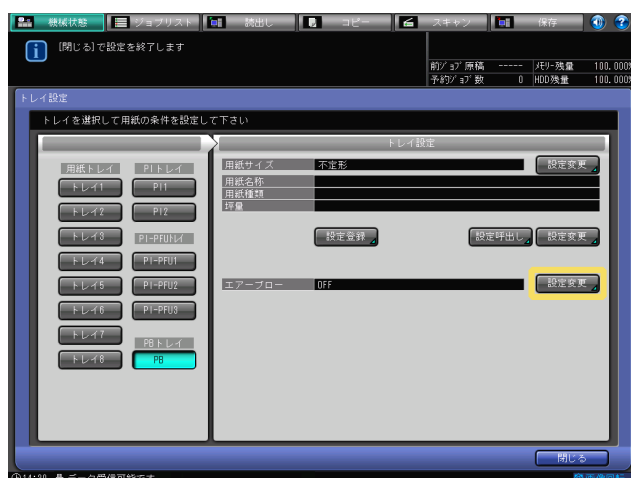 機械状態 ジョブリスト 読出し コピー スキャン 保存
[閉じる]で設定を終了します
前ｼﾞｮﾌﾞ原稿 ----- ﾒﾓﾘｰ残量 100.000%
予約ｼﾞｮﾌﾞ数 0 HDD残量 100.000%
トレイ設定
トレイを選択して用紙の条件を設定して下さい
トレイ設定
用紙トレイ PIトレイ
トレイ1 PI1
トレイ2 PI2
トレイ3 PI-PFUﾄﾚｲ
トレイ4 PI-PFU1
トレイ5 PI-PFU2
トレイ6 PI-PFU3
トレイ7 PBトレイ
トレイ8 PB
用紙サイズ 不定形 設定変更
用紙名称
用紙種類
坪量
設定登録 設定呼出し 設定変更
エアーブロー OFF 設定変更
閉じる